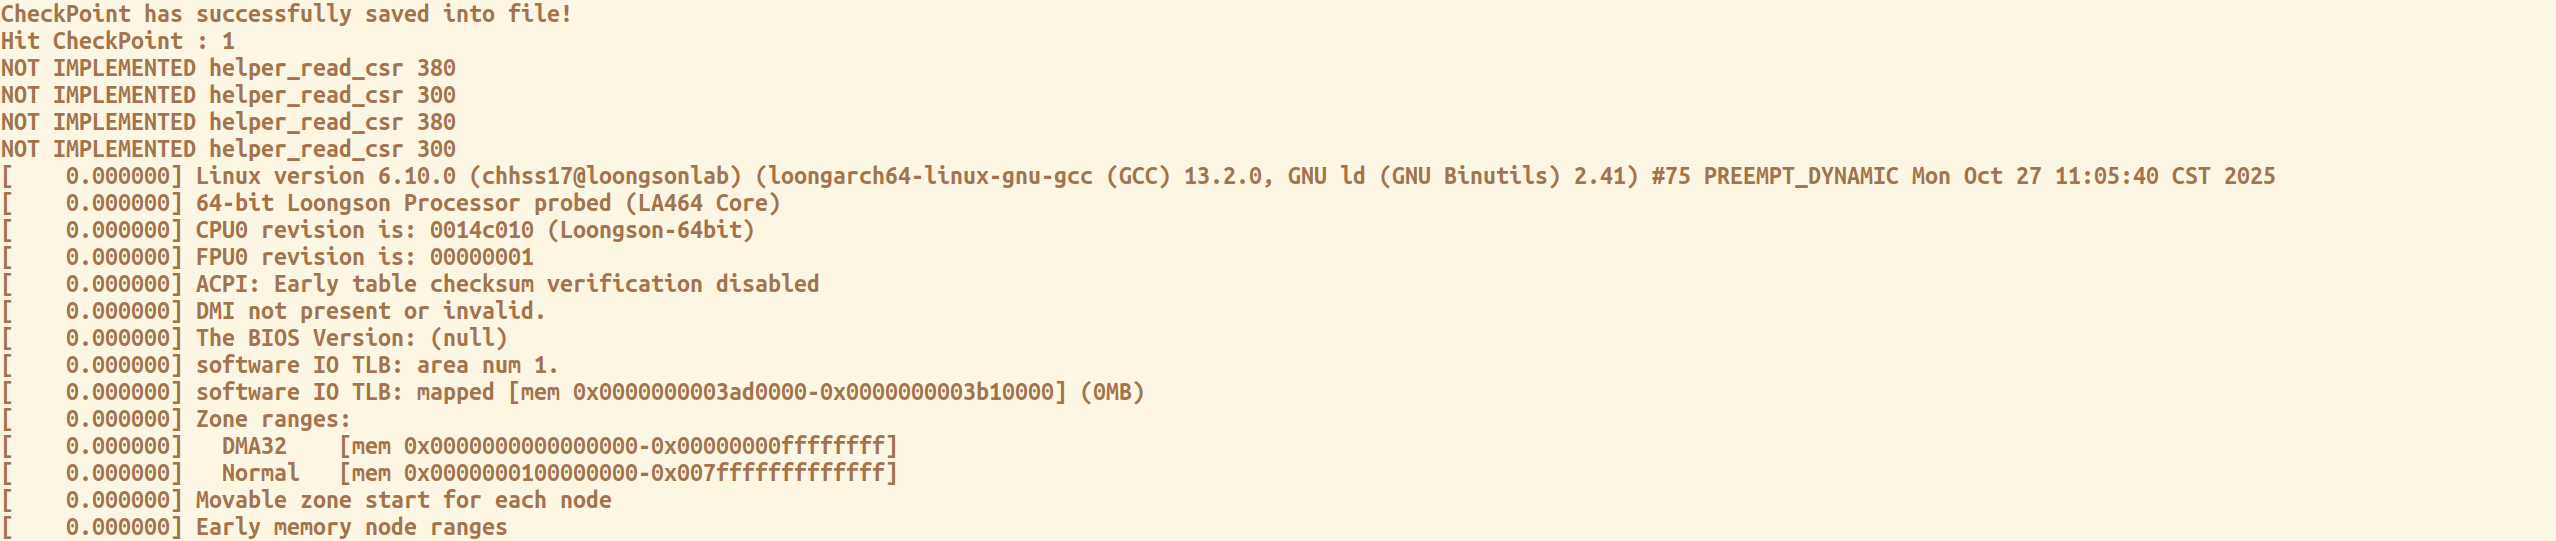 CheckPoint has successfully saved into file!
Hit CheckPoint : 1
NOT IMPLEMENTED helper_read_csr 380
NOT IMPLEMENTED helper_read_csr 300
NOT IMPLEMENTED helper_read_csr 380
NOT IMPLEMENTED helper_read_csr 300
[    0.000000] Linux version 6.10.0 (chhss17@loongsonlab) (loongarch64-linux-gnu-gcc (GCC) 13.2.0, GNU ld (GNU Binutils) 2.41) #75 PREEMPT_DYNAMIC Mon Oct 27 11:05:40 CST 2025
[    0.000000] 64-bit Loongson Processor probed (LA464 Core)
[    0.000000] CPU0 revision is: 0014c010 (Loongson-64bit)
[    0.000000] FPU0 revision is: 00000001
[    0.000000] ACPI: Early table checksum verification disabled
[    0.000000] DMI not present or invalid.
[    0.000000] The BIOS Version: (null)
[    0.000000] software IO TLB: area num 1.
[    0.000000] software IO TLB: mapped [mem 0x0000000003ad0000-0x0000000003b10000] (0MB)
[    0.000000] Zone ranges:
[    0.000000]   DMA32    [mem 0x0000000000000000-0x00000000ffffffff]
[    0.000000]   Normal   [mem 0x0000000100000000-0x007fffffffffffff]
[    0.000000] Movable zone start for each node
[    0.000000] Early memory node ranges